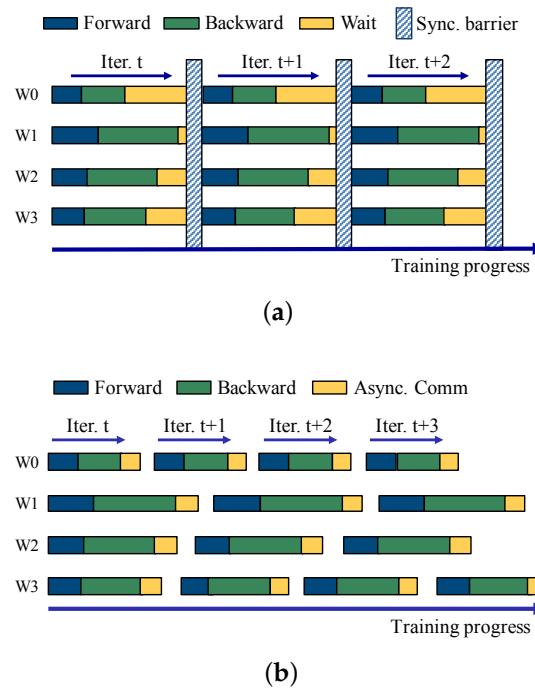 Forward Backward Wait Sync. barrier
Iter. t Iter. t+1 Iter. t+2
W0
W1
W2
W3
Training progress
(a)
Forward Backward Async. Comm
Iter. t Iter. t+1 Iter. t+2 Iter. t+3
W0
W1
W2
W3
Training progress
(b)